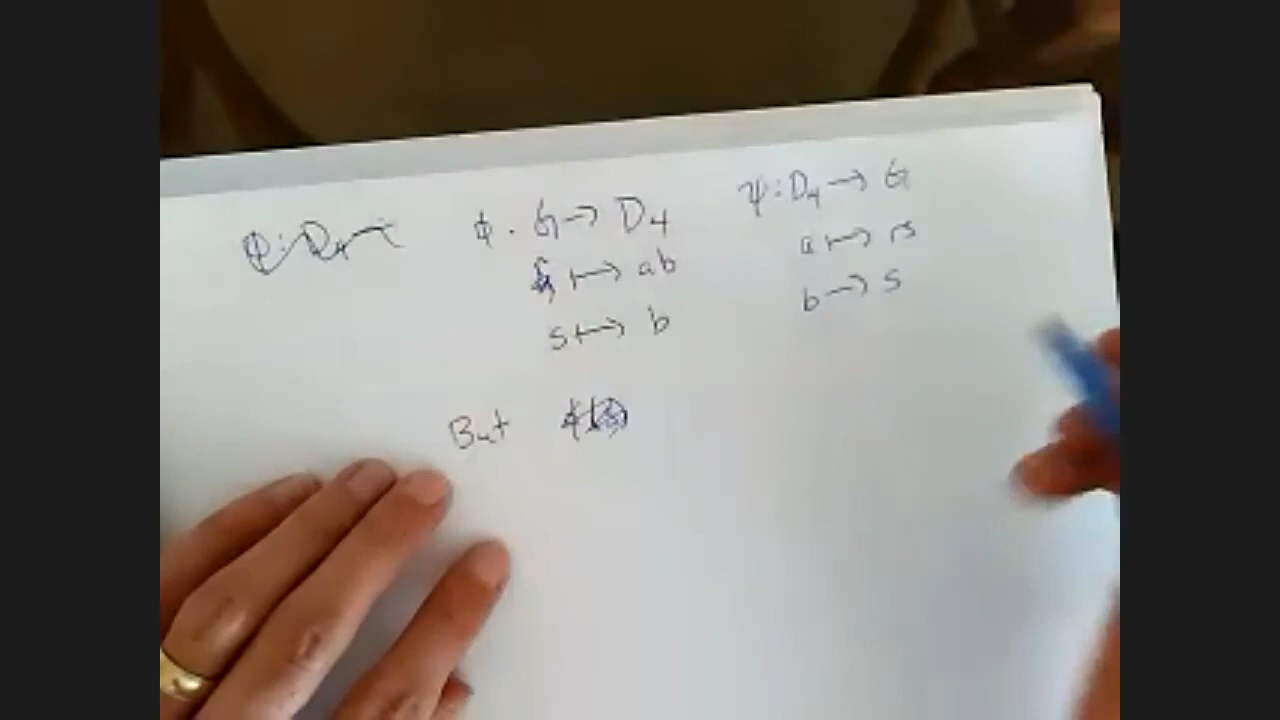 ϕ: G → D₄
ψ: D₄ → G
↦ ab
a ↦ rs
s ↦ b
b → s
But